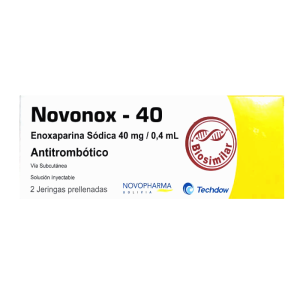 Novonox - 40
Enoxaparina Sódica 40 mg / 0,4 mL
Antitrombótico
Vía Subcutánea
Solución Inyectable
2 Jeringas prellenadas
NOVOPHARMA
BOLIVIA
Techdow
Biosimilar